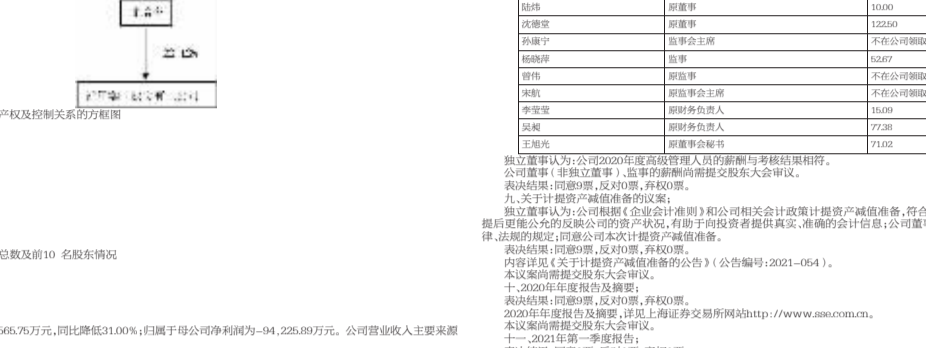 产权及控制关系的方框图
总数及前10 名股东情况
565.75万元,同比降低31.00%;归属于母公司净利润为-94,225.89万元。公司营业收入主要来源
陆炜 原董事 10.00
沈德堂 原董事 122.50
孙康宁 监事会主席 不在公司领取
杨晓萍 监事 52.67
曾伟 原监事 不在公司领取
宋航 原监事会主席 不在公司领取
李莹莹 原财务负责人 15.09
吴昶 原财务负责人 77.38
王旭光 原董事会秘书 71.02
独立董事认为:公司2020年度高级管理人员的薪酬与考核结果相符。
公司董事(非独立董事)、监事的薪酬尚需提交股东大会审议。
表决结果:同意9票,反对0票,弃权0票。
九、关于计提资产减值准备的议案;
独立董事认为:公司根据《企业会计准则》和公司相关会计政策计提资产减值准备,符合
提后更能公允的反映公司的资产状况,有助于向投资者提供真实、准确的会计信息;公司董事
律、法规的规定;同意公司本次计提资产减值准备。
表决结果:同意9票,反对0票,弃权0票。
内容详见《关于计提资产减值准备的公告》(公告编号:2021-054)。
本议案尚需提交股东大会审议。
十、2020年年度报告及摘要;
表决结果:同意9票,反对0票,弃权0票。
2020年年度报告及摘要,详见上海证券交易所网站http://www.sse.com.cn。
本议案尚需提交股东大会审议。
十一、2021年第一季度报告;